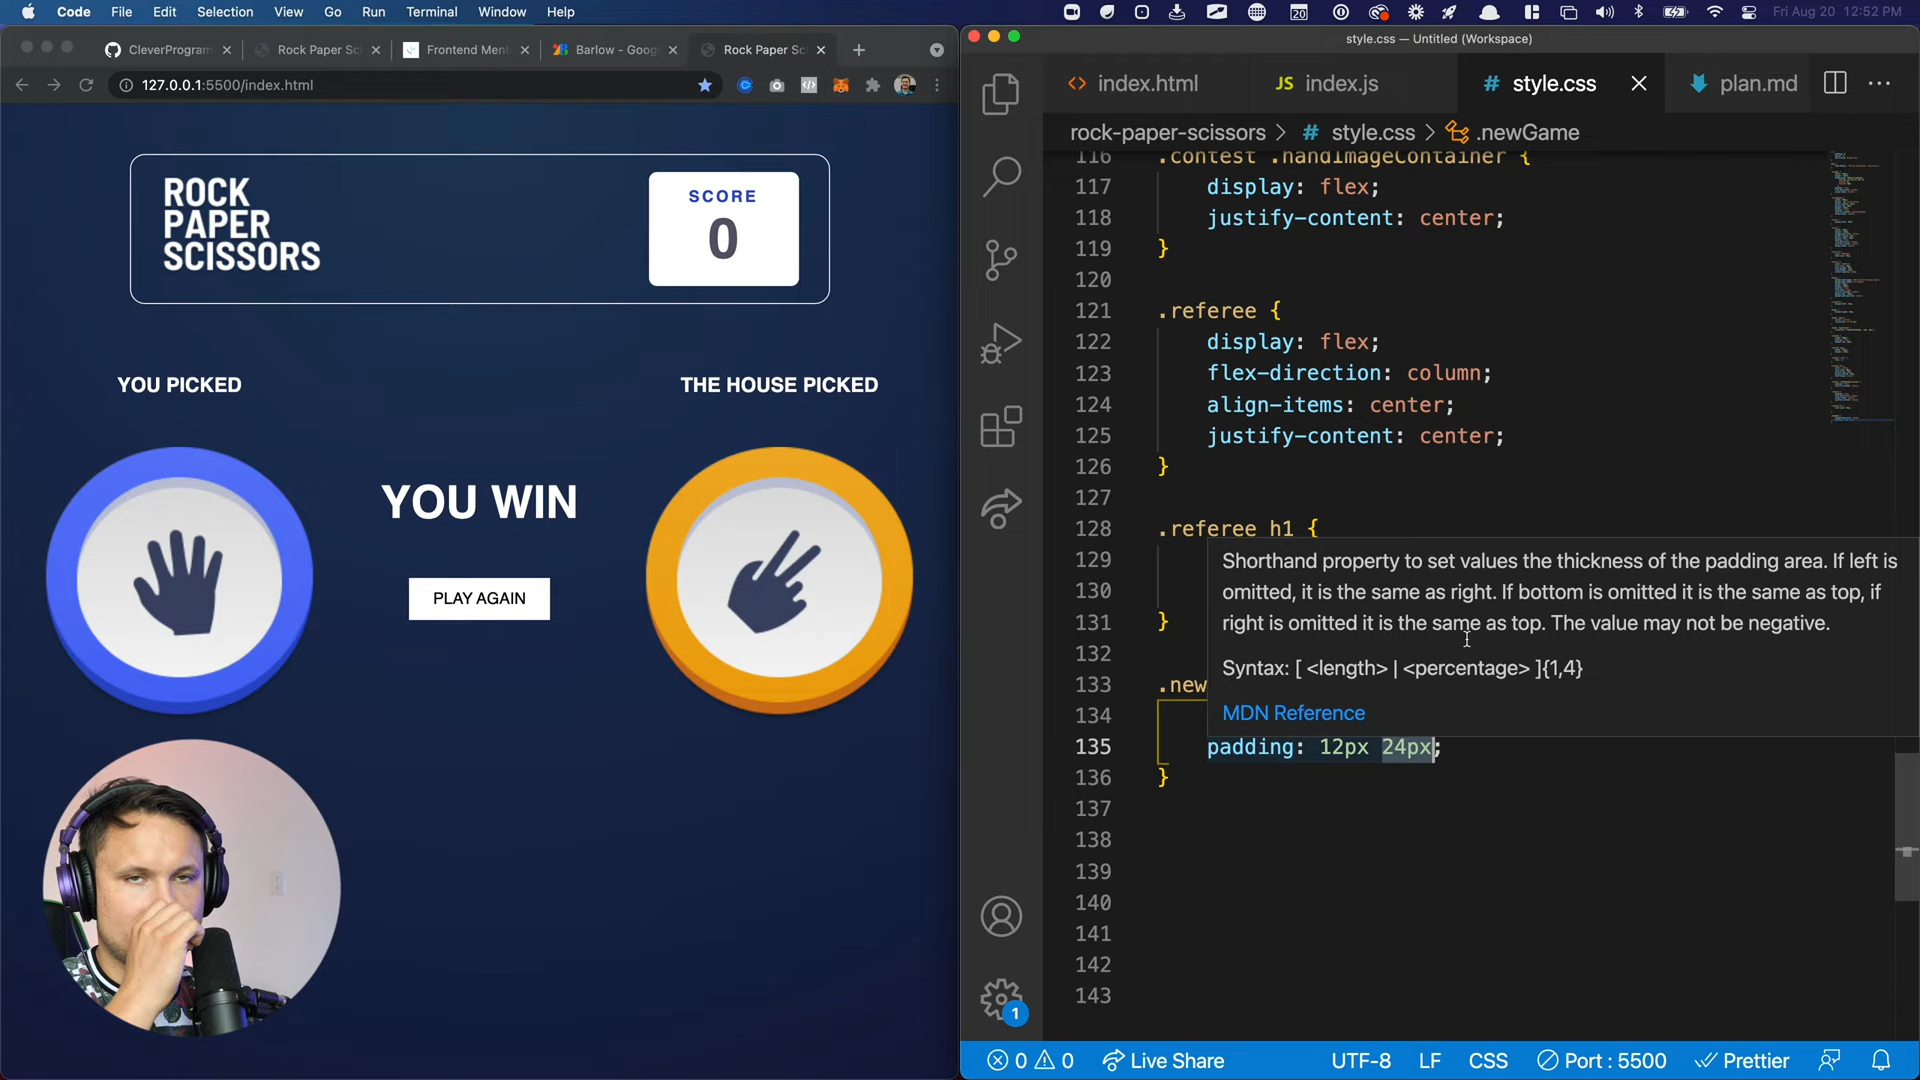 Code File Edit Selection View Go Run Terminal Window Help
20
Fri Aug 20 12:52 PM
CleverProgram
Rock Paper Sci
Frontend Ment
Barlow - Goog
Rock Paper Sc
127.0.0.1:5500/index.html
ROCK
PAPER
SCISSORS
SCORE
0
YOU PICKED
THE HOUSE PICKED
YOU WIN
PLAY AGAIN
style.css — Untitled (Workspace)
<> index.html
JS index.js
# style.css
plan.md
rock-paper-scissors > # style.css > .newGame
116 .contest .handImageContainer {
117 display: flex;
118 justify-content: center;
119 }
120
121 .referee {
122 display: flex;
123 flex-direction: column;
124 align-items: center;
125 justify-content: center;
126 }
127
128 .referee h1 {
129
130
131 }
132
133 .new
134
135 padding: 12px 24px;
136 }
137
138
139
140
141
142
143
Shorthand property to set values the thickness of the padding area. If left is
omitted, it is the same as right. If bottom is omitted it is the same as top, if
right is omitted it is the same as top. The value may not be negative.
Syntax: [ <length> | <percentage> ]{1,4}
MDN Reference
1
0 0 Live Share UTF-8 LF CSS Port : 5500 Prettier